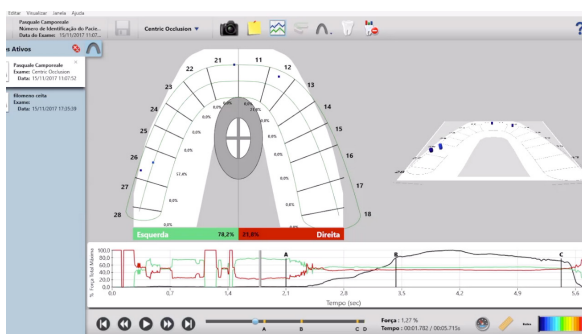 Editar Visualizar Janela Ajuda
Pasquale Camporeale
Número de Identificação do Pacie...
Data do Exame: 15/11/2017 11:07...
Centric Occlusion
os Ativos
Pasquale Camporeale
Exame: Centric Occlusion
Data: 15/11/2017 11:07:52
Exame:
Data: 15/11/2017 17:25:38
21 11
22 12
23 13
24 14
25 15
26 16
27 17
28 18
0,0%
Esquerda 78,2% 21,8% Direita
% Força Total Máximo
100.0
80.0
60.0
40.0
20.0
0.0
A B C
0,0 0,7 1,4 2,1 2,8 3,5 4,2 4,9 5,6
Tempo (sec)
A B C D
Força : 1,27 %
Tempo : 00:01.782 / 00:05.715s